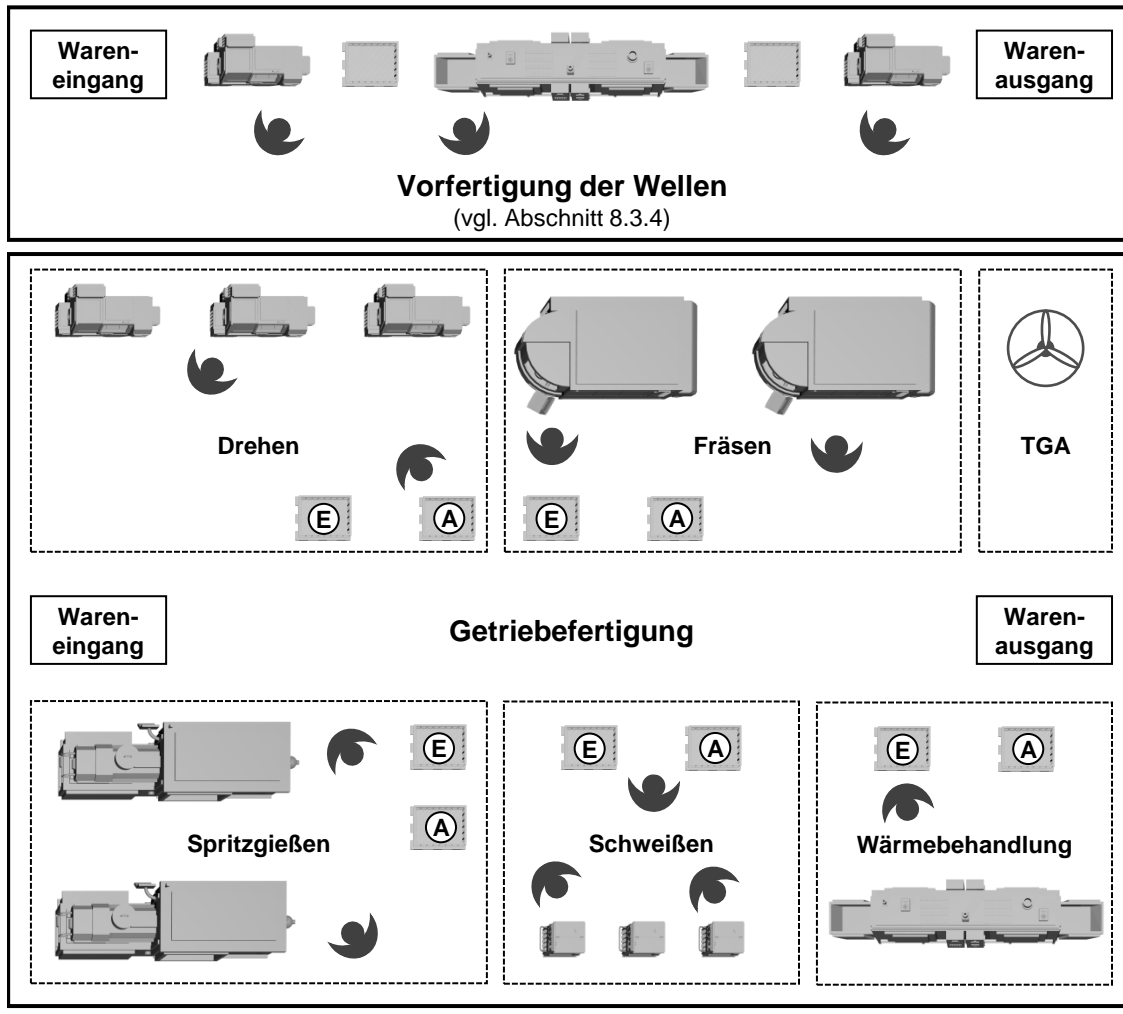 Waren-
eingang
Waren-
ausgang
Vorfertigung der Wellen
(vgl. Abschnitt 8.3.4)
Drehen
E
A
Fräsen
E
A
TGA
Waren-
eingang
Getriebefertigung
Waren-
ausgang
E
A
Spritzgießen
E
A
Schweißen
E
A
Wärmebehandlung